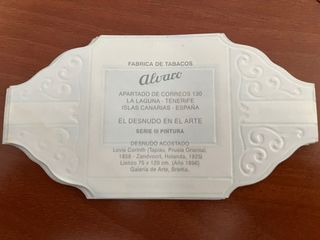 FABRICA DE TABACOS
Alvaro
APARTADO DE CORREOS 130
LA LAGUNA - TENERIFE
ISLAS CANARIAS - ESPAÑA
EL DESNUDO EN EL ARTE
SERIE III PINTURA
DESNUDO ACOSTADO
Lovis Corinth (Tapiau, Prusia Oriental,
1858 - Zandvoort, Holanda, 1925)
Lienzo 75 x 120 cm. (Año 1896)
Galería de Arte, Brema.